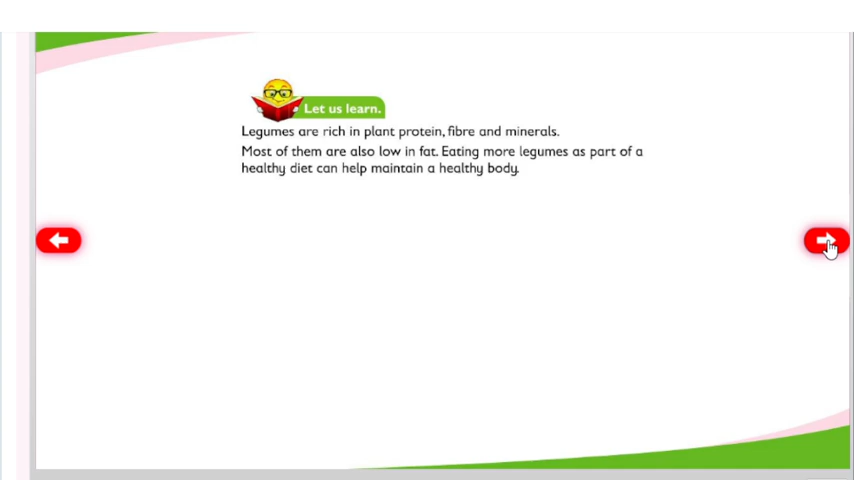 Let us learn.
Legumes are rich in plant protein, fibre and minerals.
Most of them are also low in fat. Eating more legumes as part of a
healthy diet can help maintain a healthy body.